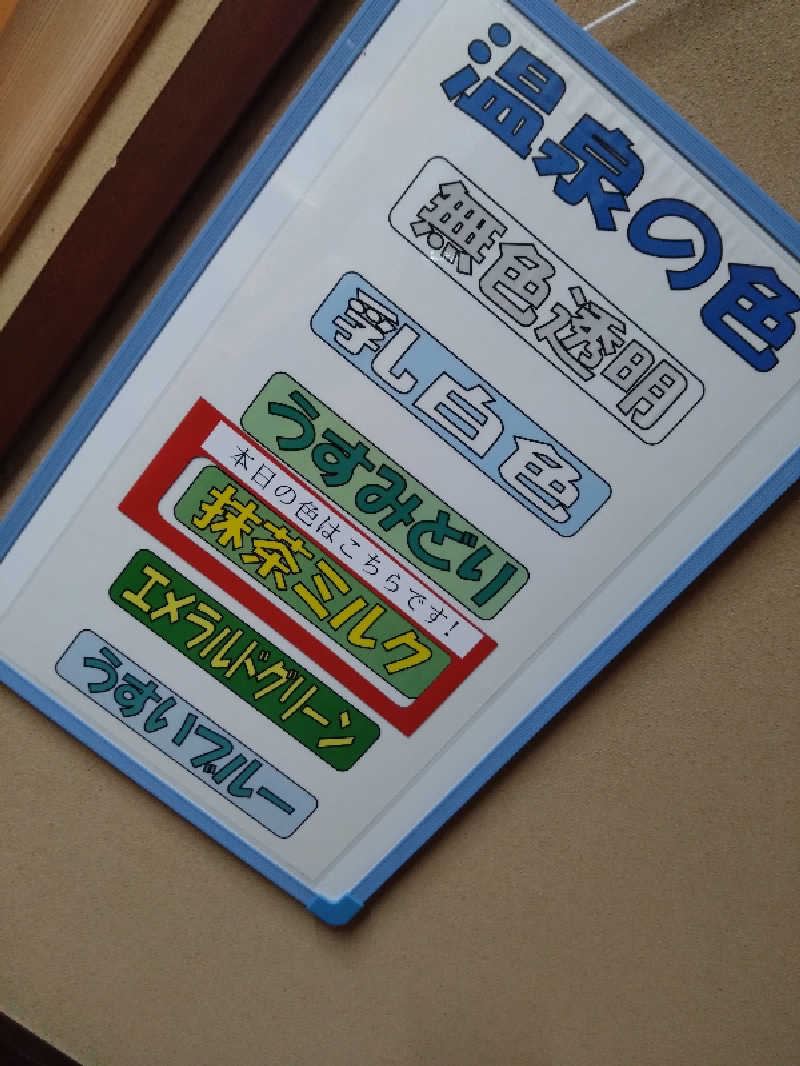 温泉の色
無色透明
乳白色
うすみどり
本日の色はこちらです!
抹茶ミルク
エメラルドグリーン
うすいブルー